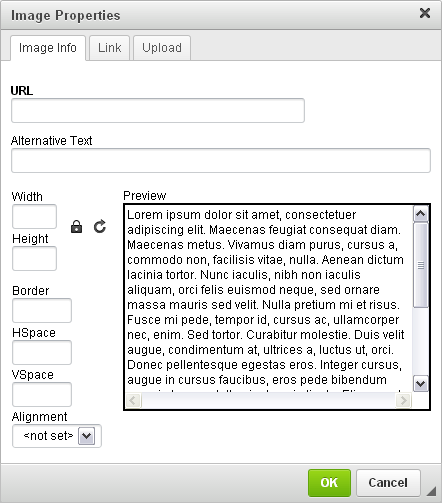 Image Properties
Image Info
Link
Upload
URL
Alternative Text
Width
Height
Border
HSpace
VSpace
Alignment
<not set>
Preview
Lorem ipsum dolor sit amet, consectetuer
adipiscing elit. Maecenas feugiat consequat diam.
Maecenas metus. Vivamus diam purus, cursus a,
commodo non, facilisis vitae, nulla. Aenean dictum
lacinia tortor. Nunc iaculis, nibh non iaculis
aliquam, orci felis euismod neque, sed ornare
massa mauris sed velit. Nulla pretium mi et risus.
Fusce mi pede, tempor id, cursus ac, ullamcorper
nec, enim. Sed tortor. Curabitur molestie. Duis velit
augue, condimentum at, ultrices a, luctus ut, orci.
Donec pellentesque egestas eros. Integer cursus,
augue in cursus faucibus, eros pede bibendum
OK
Cancel